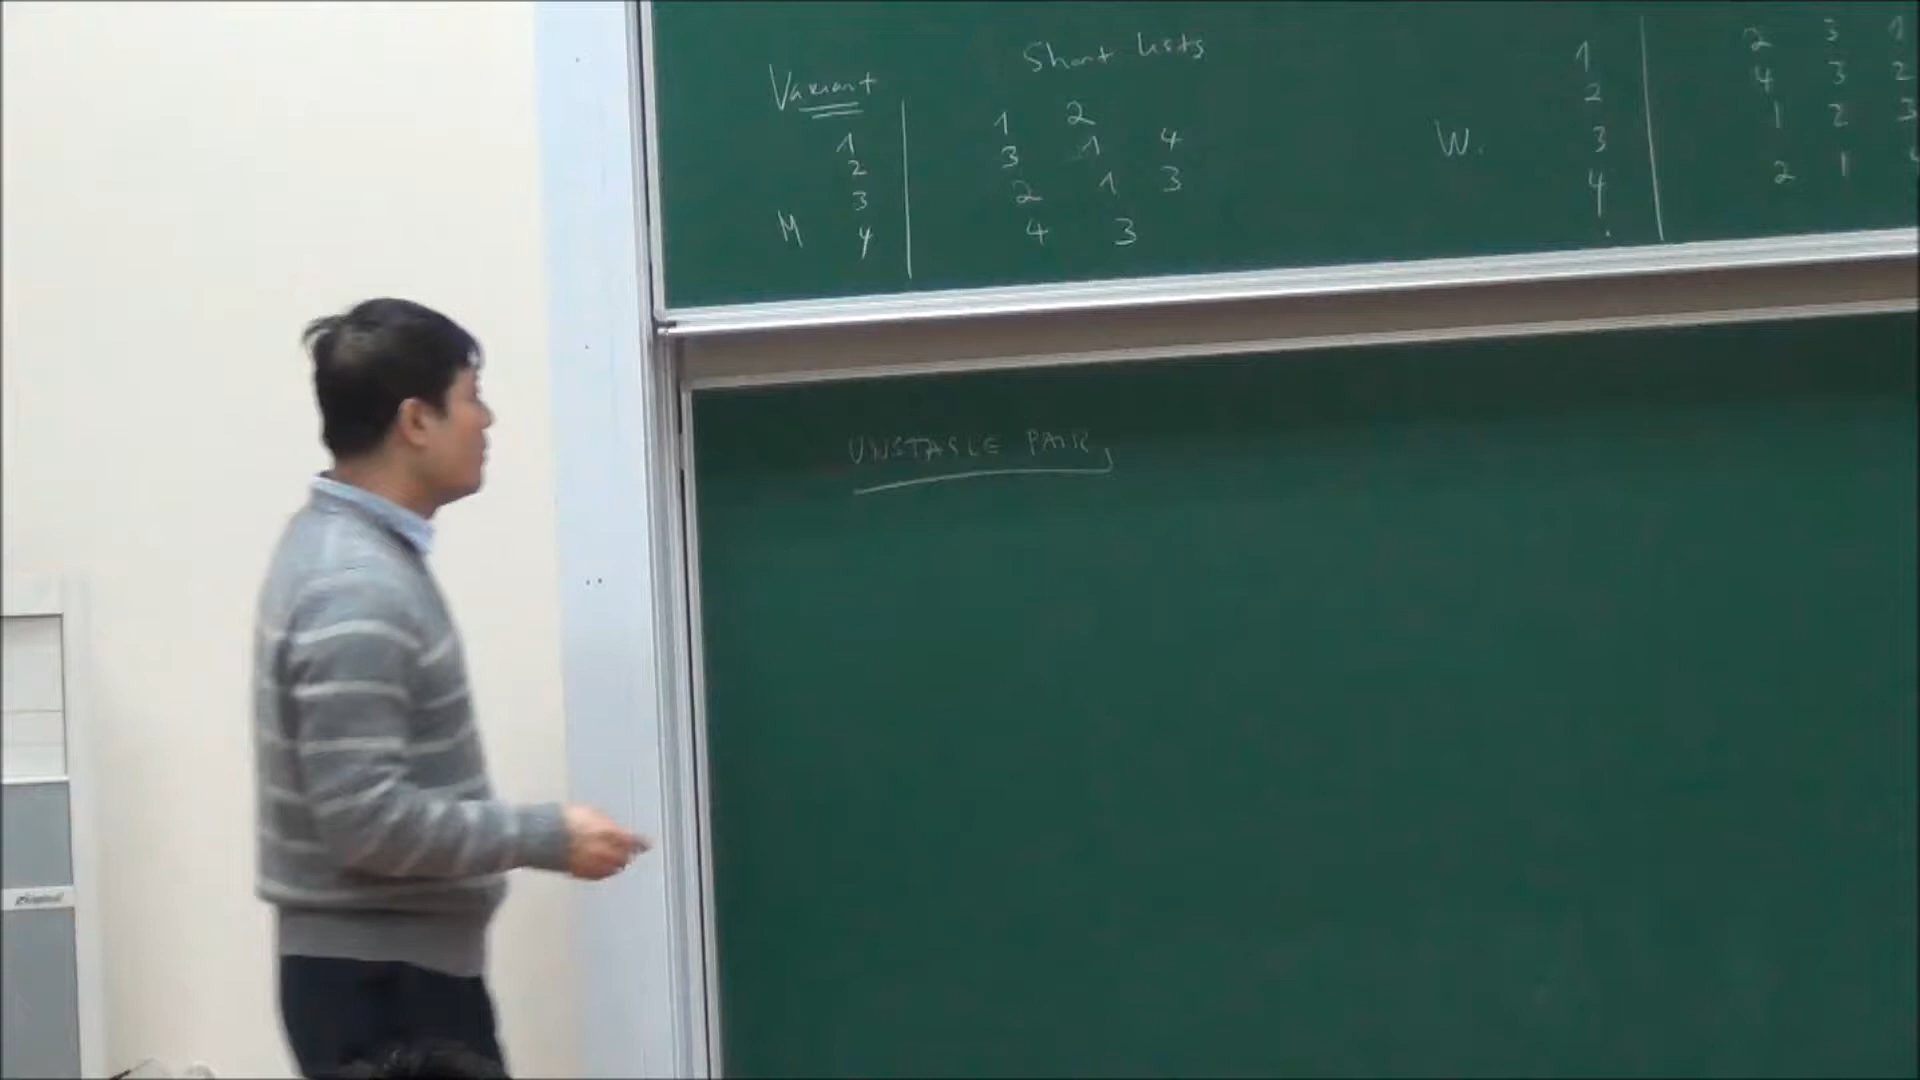 Short lists
Variant
1 | 1 2
2 | 3 1 4
3 | 2 1 3
M 4 | 4 3
1 | 2 3 1
2 | 4 3 2
W. 3 | 1 2 3
4 | 2 1
UNSTABLE PAIR